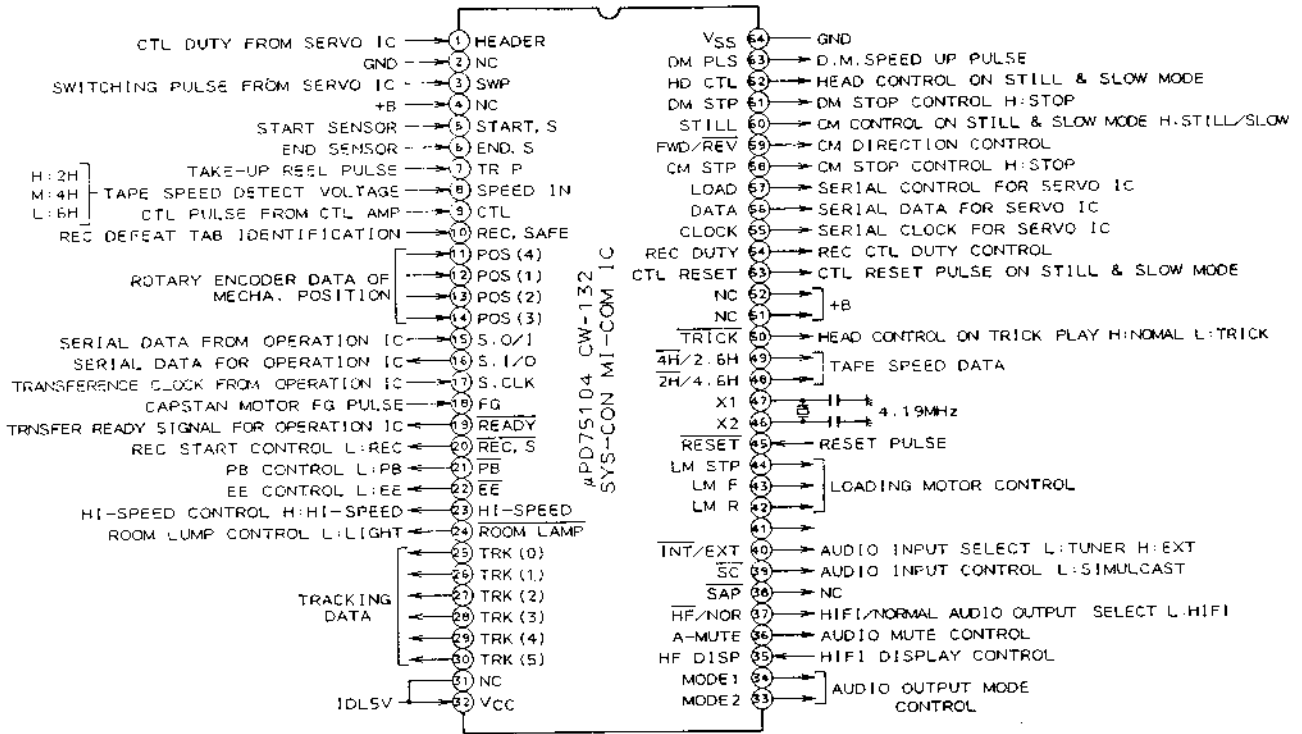 CTL DUTY FROM SERVO IC 1 HEADER
GND 2 NC
SWITCHING PULSE FROM SERVO IC 3 SWP
+B 4 NC
START SENSOR 5 START, S
END SENSOR 6 END, S
TAKE-UP REEL PULSE 7 TR P
H:2H
M:4H
L:6H
TAPE SPEED DETECT VOLTAGE 8 SPEED IN
CTL PULSE FROM CTL AMP 9 CTL
REC DEFEAT TAB IDENTIFICATION 10 REC, SAFE
ROTARY ENCODER DATA OF
MECHA. POSITION
11 POS (4)
12 POS (1)
13 POS (2)
14 POS (3)
SERIAL DATA FROM OPERATION IC 15 S.O/I
SERIAL DATA FOR OPERATION IC 16 S.I/O
TRANSFERENCE CLOCK FROM OPERATION IC 17 S.CLK
CAPSTAN MOTOR FG PULSE 18 FG
TRNSFER READY SIGNAL FOR OPERATION IC 19 READY
REC START CONTROL L:REC 20 REC, S
PB CONTROL L:PB 21 PB
EE CONTROL L:EE 22 EE
HI-SPEED CONTROL H:HI-SPEED 23 HI-SPEED
ROOM LUMP CONTROL L:LIGHT 24 ROOM LAMP
TRACKING
DATA
25 TRK (0)
26 TRK (1)
27 TRK (2)
28 TRK (3)
29 TRK (4)
30 TRK (5)
31 NC
IDL5V 32 VCC
µPD75104 CW-132
SYS-CON MI-COM IC
VSS 64 GND
DM PLS 63 D.M.SPEED UP PULSE
HD CTL 62 HEAD CONTROL ON STILL & SLOW MODE
DM STP 61 DM STOP CONTROL H:STOP
STILL 60 CM CONTROL ON STILL & SLOW MODE H.STILL/SLOW
FWD/REV 59 CM DIRECTION CONTROL
CM STP 58 CM STOP CONTROL H:STOP
LOAD 57 SERIAL CONTROL FOR SERVO IC
DATA 56 SERIAL DATA FOR SERVO IC
CLOCK 55 SERIAL CLOCK FOR SERVO IC
REC DUTY 54 REC CTL DUTY CONTROL
CTL RESET 53 CTL RESET PULSE ON STILL & SLOW MODE
NC 52
NC 51
+B
TRICK 50 HEAD CONTROL ON TRICK PLAY H:NOMAL L:TRICK
4H/2.6H 49
2H/4.6H 48
TAPE SPEED DATA
X1 47
X2 46
4.19MHz
RESET 45 RESET PULSE
LM STP 44
LM F 43
LM R 42
LOADING MOTOR CONTROL
41
INT/EXT 40 AUDIO INPUT SELECT L:TUNER H:EXT
SC 39 AUDIO INPUT CONTROL L:SIMULCAST
SAP 38 NC
HF/NOR 37 HIFI/NORMAL AUDIO OUTPUT SELECT L.HIFI
A-MUTE 36 AUDIO MUTE CONTROL
HF DISP 35 HIFI DISPLAY CONTROL
MODE1 34
MODE2 33
AUDIO OUTPUT MODE
CONTROL